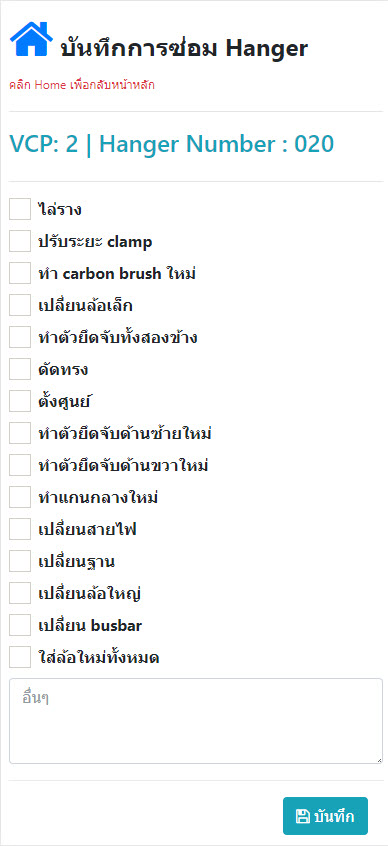 บันทึกการซ่อม Hanger
คลิก Home เพื่อกลับหน้าหลัก
VCP: 2 | Hanger Number : 020
ไล่ราง
ปรับระยะ clamp
ทำ carbon brush ใหม่
เปลี่ยนล้อเล็ก
ทำตัวยึดจับทั้งสองข้าง
ดัดทรง
ตั้งศูนย์
ทำตัวยึดจับด้านซ้ายใหม่
ทำตัวยึดจับด้านขวาใหม่
ทำแกนกลางใหม่
เปลี่ยนสายไฟ
เปลี่ยนฐาน
เปลี่ยนล้อใหญ่
เปลี่ยน busbar
ใส่ล้อใหม่ทั้งหมด
อื่นๆ
บันทึก